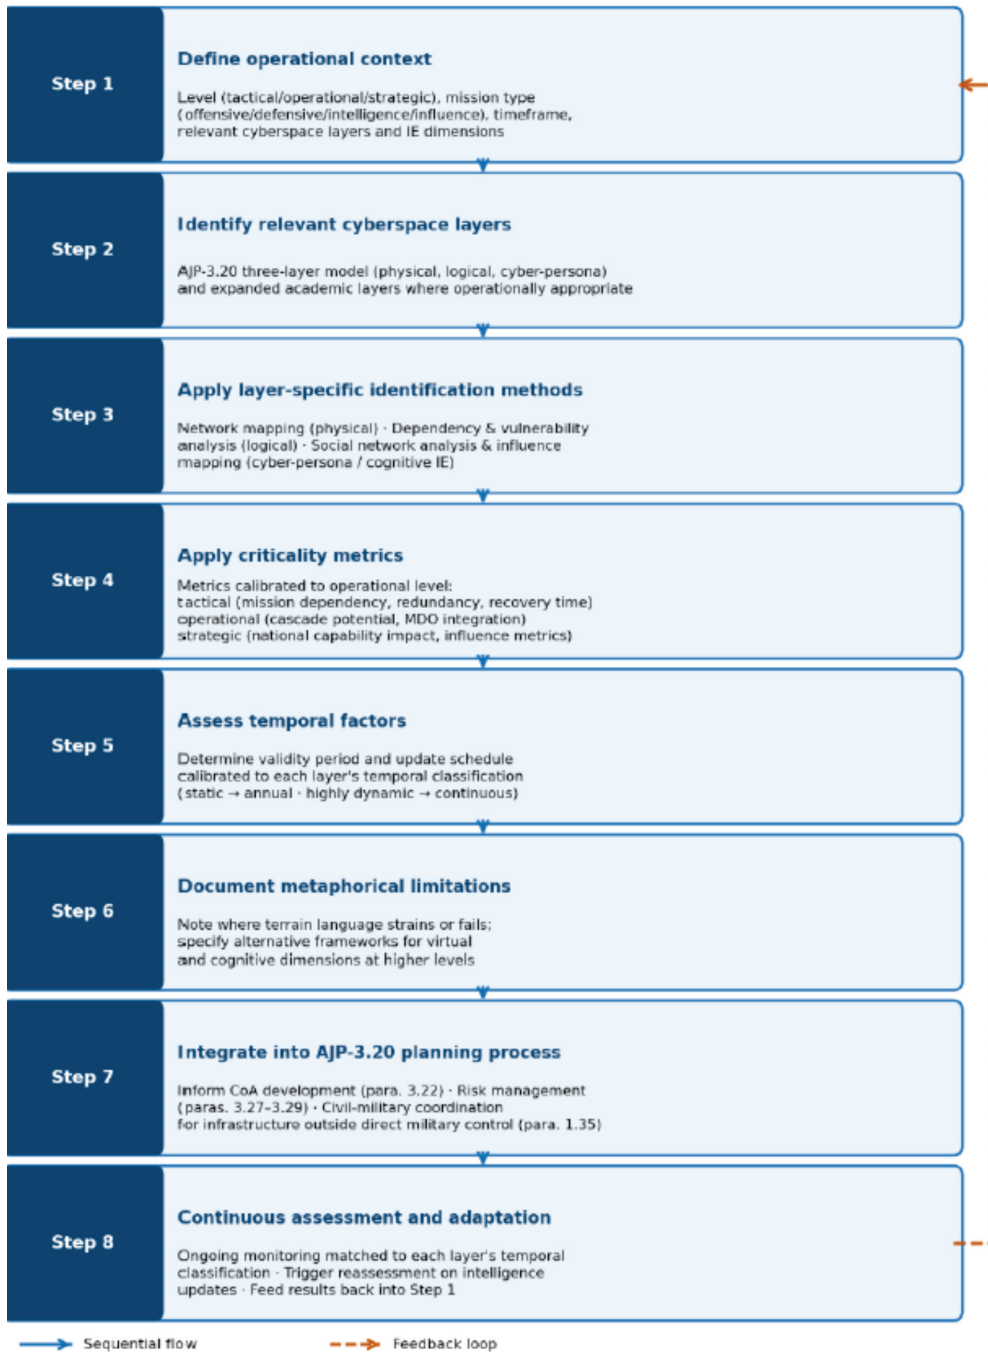 Step 1
Define operational context
Level (tactical/operational/strategic), mission type
(offensive/defensive/intelligence/influence), timeframe,
relevant cyberspace layers and IE dimensions
Step 2
Identify relevant cyberspace layers
AJP-3.20 three-layer model (physical, logical, cyber-persona)
and expanded academic layers where operationally appropriate
Step 3
Apply layer-specific identification methods
Network mapping (physical) · Dependency & vulnerability
analysis (logical) · Social network analysis & influence
mapping (cyber-persona / cognitive IE)
Step 4
Apply criticality metrics
Metrics calibrated to operational level:
tactical (mission dependency, redundancy, recovery time)
operational (cascade potential, MDO integration)
strategic (national capability impact, influence metrics)
Step 5
Assess temporal factors
Determine validity period and update schedule
calibrated to each layer's temporal classification
(static → annual · highly dynamic → continuous)
Step 6
Document metaphorical limitations
Note where terrain language strains or fails;
specify alternative frameworks for virtual
and cognitive dimensions at higher levels
Step 7
Integrate into AJP-3.20 planning process
Inform CoA development (para. 3.22) · Risk management
(paras. 3.27–3.29) · Civil-military coordination
for infrastructure outside direct military control (para. 1.35)
Step 8
Continuous assessment and adaptation
Ongoing monitoring matched to each layer's temporal
classification · Trigger reassessment on intelligence
updates · Feed results back into Step 1
Sequential flow
Feedback loop